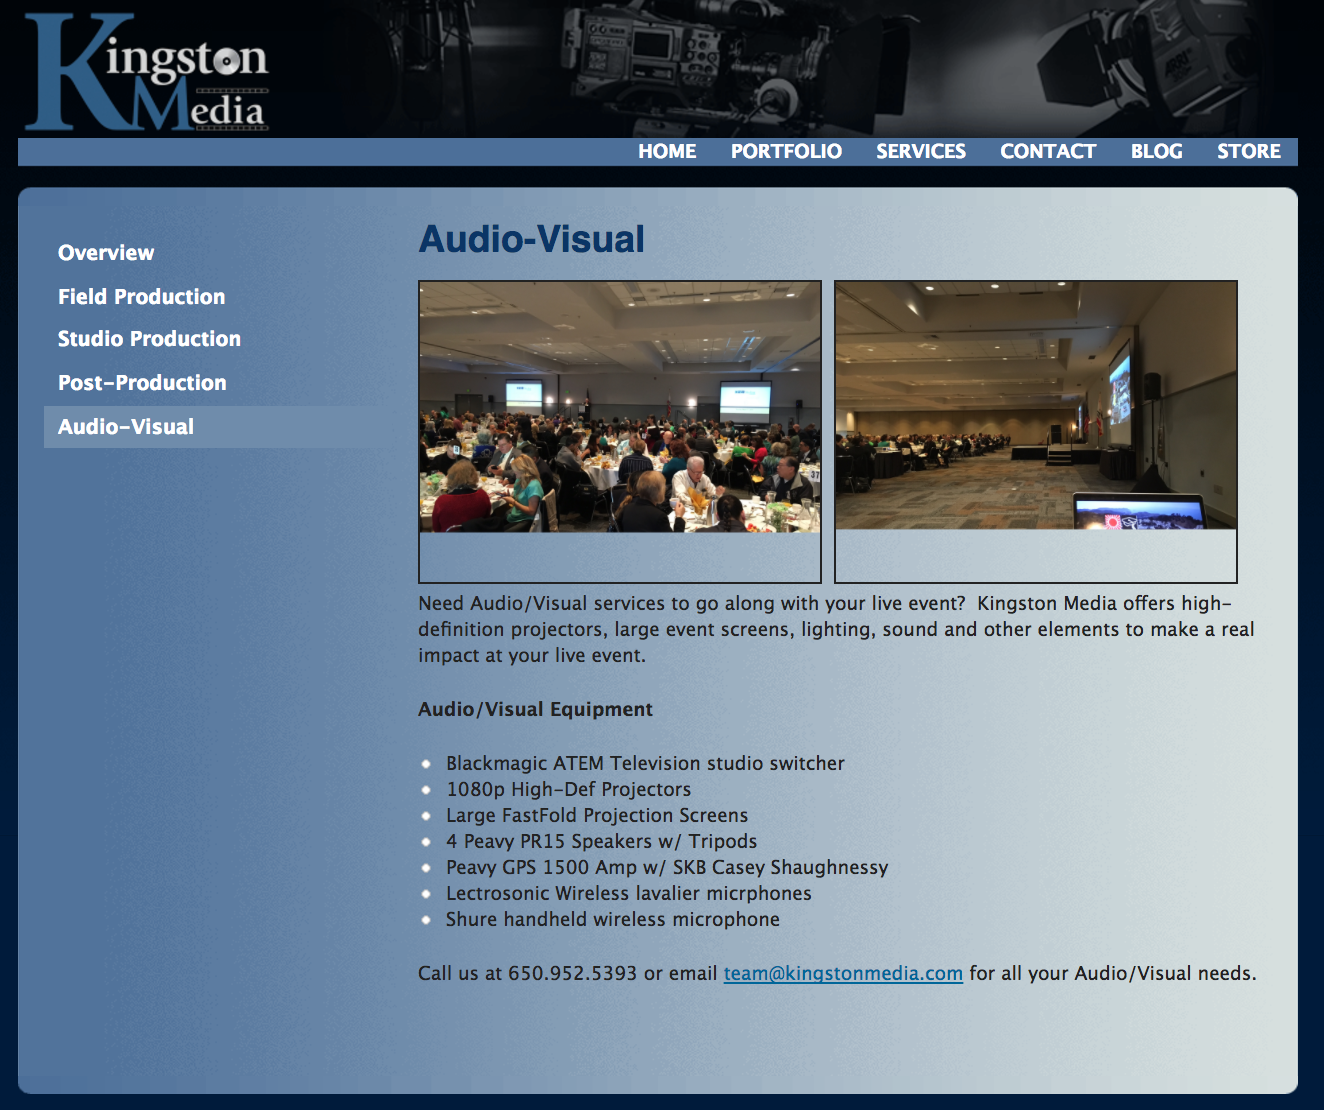 Kingston
Media
HOME PORTFOLIO SERVICES CONTACT BLOG STORE
Overview
Field Production
Studio Production
Post-Production
Audio-Visual
Audio-Visual
Need Audio/Visual services to go along with your live event?  Kingston Media offers high-
definition projectors, large event screens, lighting, sound and other elements to make a real
impact at your live event.
Audio/Visual Equipment
Blackmagic ATEM Television studio switcher
1080p High-Def Projectors
Large FastFold Projection Screens
4 Peavy PR15 Speakers w/ Tripods
Peavy GPS 1500 Amp w/ SKB Casey Shaughnessy
Lectrosonic Wireless lavalier micrphones
Shure handheld wireless microphone
Call us at 650.952.5393 or email team@kingstonmedia.com for all your Audio/Visual needs.